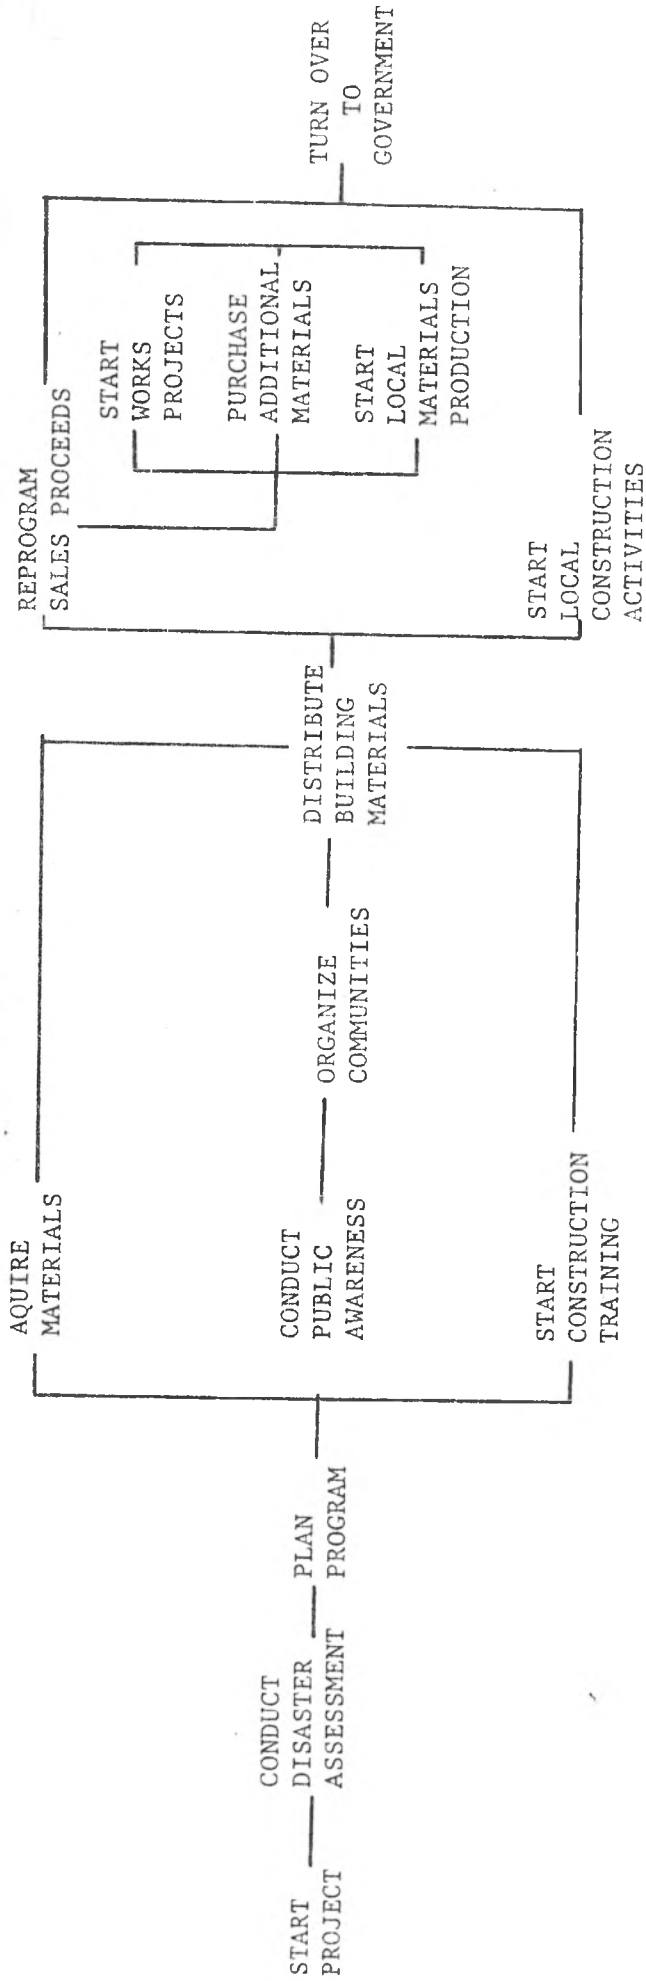 START
PROJECT
CONDUCT
DISASTER
ASSESSMENT
PLAN
PROGRAM
AQUIRE
MATERIALS
CONDUCT
PUBLIC
AWARENESS
START
CONSTRUCTION
TRAINING
ORGANIZE
COMMUNITIES
DISTRIBUTE
BUILDING
MATERIALS
REPROGRAM
SALES PROCEEDS
START
WORKS
PROJECTS
PURCHASE
ADDITIONAL
MATERIALS
START
LOCAL
MATERIALS
PRODUCTION
START
LOCAL
CONSTRUCTION
ACTIVITIES
TURN OVER
TO
GOVERNMENT